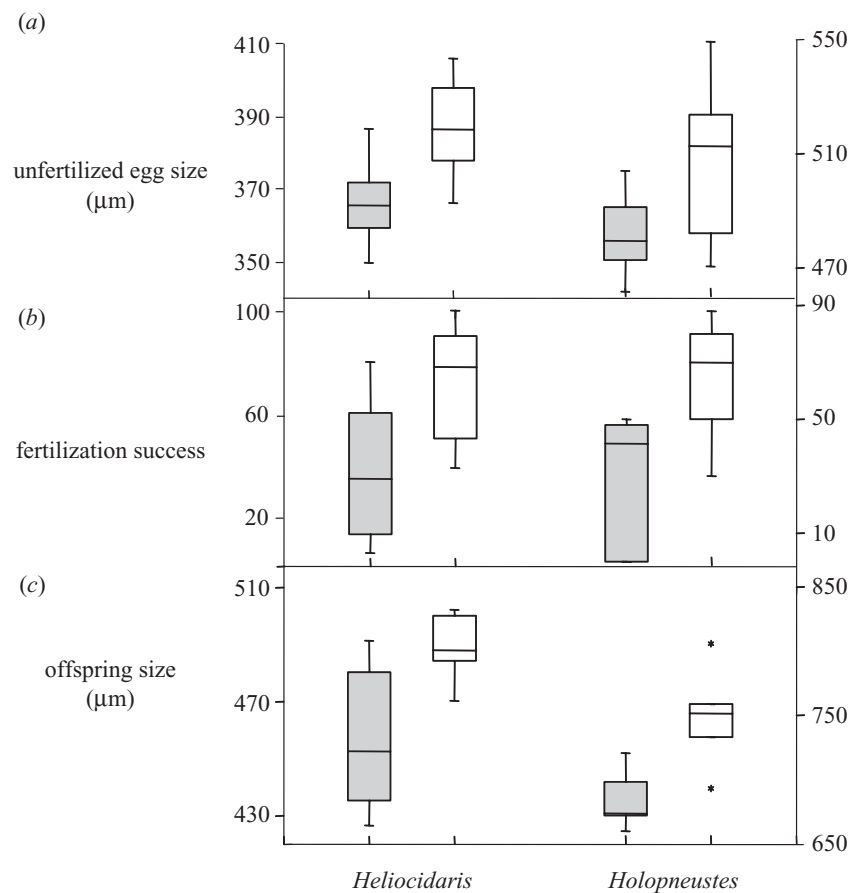 (a)
410
390
370
350
unfertilized egg size
(μm)
550
510
470
(b)
100
60
20
fertilization success
90
50
10
(c)
510
470
430
offspring size
(μm)
850
750
650
Heliocidaris
Holopneustes